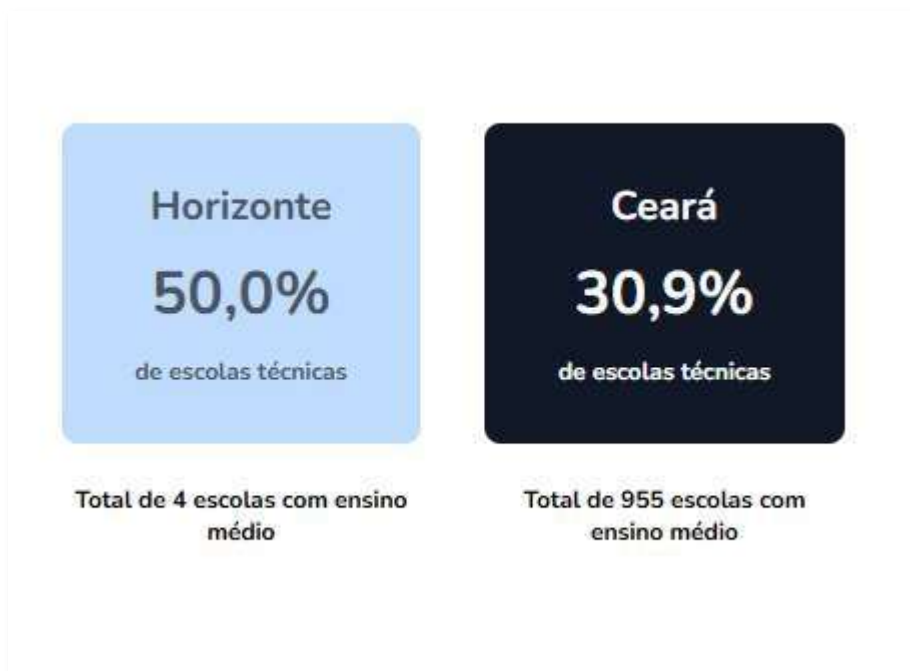 Horizonte
50,0%
de escolas técnicas
Total de 4 escolas com ensino
médio
Ceará
30,9%
de escolas técnicas
Total de 955 escolas com
ensino médio